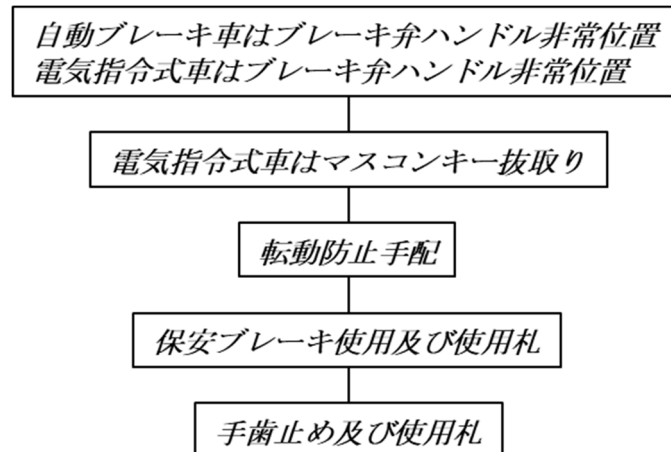 自動ブレーキ車はブレーキ弁ハンドル非常位置
電気指令式車はブレーキ弁ハンドル非常位置
電気指令式車はマスコンキー抜取り
転動防止手配
保安ブレーキ使用及び使用札
手歯止め及び使用札